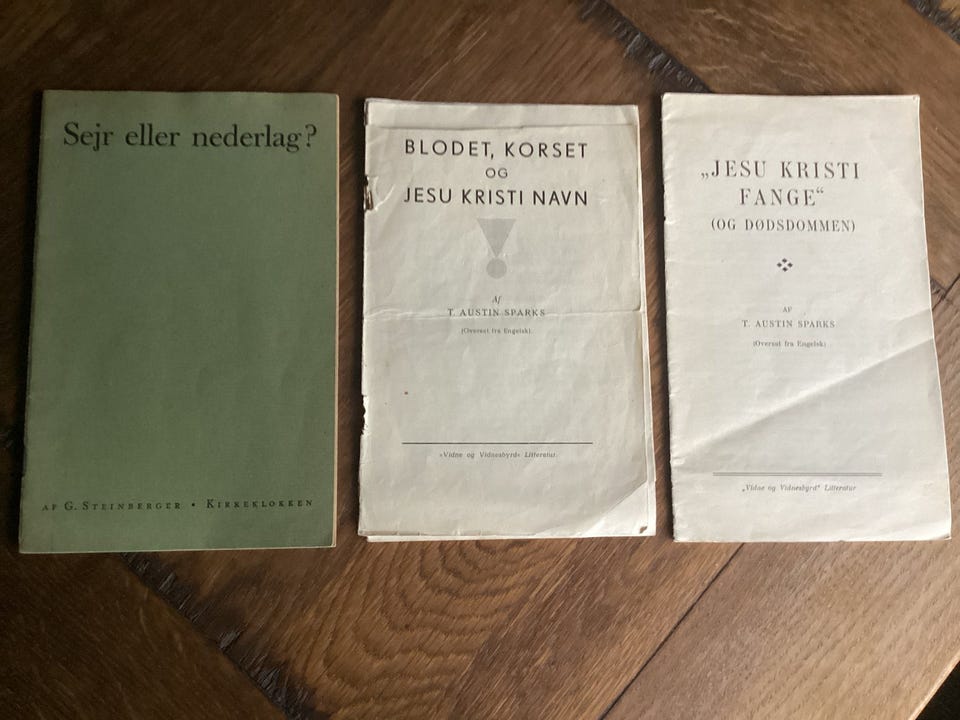 Sejr eller nederlag?
AF G. STEINBERGER • KIRKEKLOKKEN
BLODET, KORSET
OG
JESU KRISTI NAVN
Af
T. AUSTIN SPARKS
(Oversat fra Engelsk)
»Vidne og Vidnesbyrd« Litteratur.
„JESU KRISTI
FANGE“
(OG DØDSDOMMEN)
AF
T. AUSTIN SPARKS
(Oversat fra Engelsk)
„Vidne og Vidnesbyrd“ Litteratur